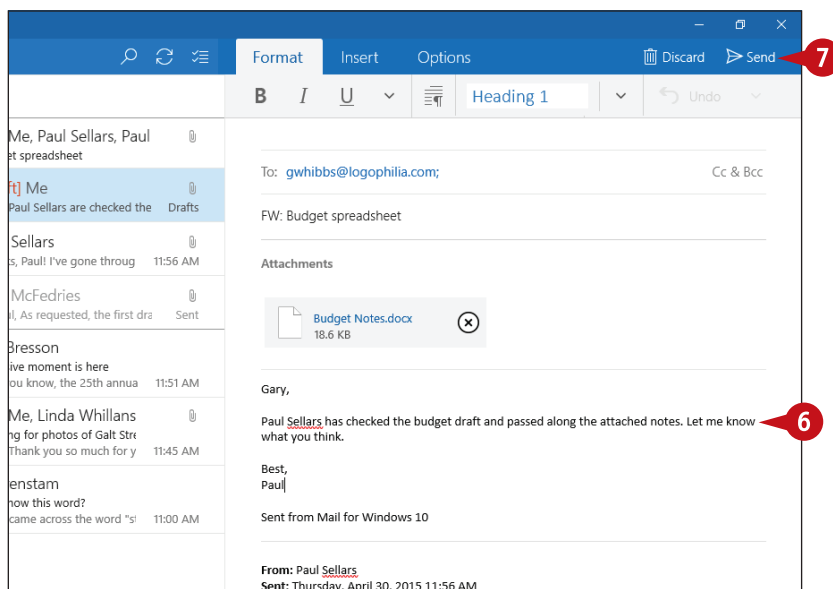 Format Insert Options Discard Send
7
B I U Heading 1 Undo
Me, Paul Sellars, Paul
et spreadsheet
ft] Me
Paul Sellars are checked the Drafts
Sellars
s, Paul! I've gone throug 11:56 AM
McFedries
l, As requested, the first dra Sent
Bresson
ive moment is here
ou know, the 25th annua 11:51 AM
Me, Linda Whillans
ng for photos of Galt Stre
Thank you so much for y 11:45 AM
enstam
now this word?
came across the word "s 11:00 AM
To: gwhibbs@logophilia.com; Cc & Bcc
FW: Budget spreadsheet
Attachments
Budget Notes.docx
18.6 KB
Gary,
Paul Sellars has checked the budget draft and passed along the attached notes. Let me know
what you think.
6
Best,
Paul
Sent from Mail for Windows 10
From: Paul Sellars
Sent: Thursday, April 30, 2015 11:56 AM